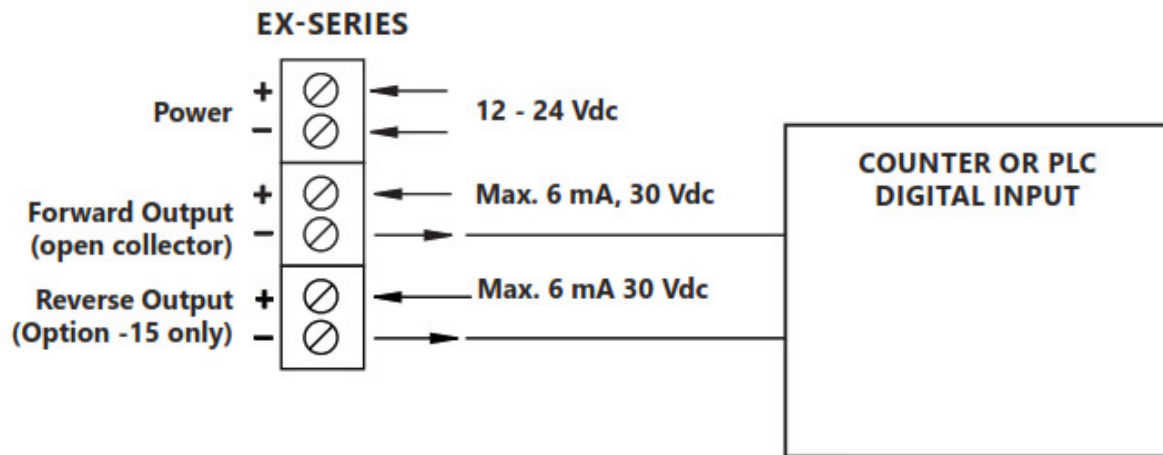 EX-SERIES
Power
+
−
12 - 24 Vdc
Forward Output
(open collector)
+
−
Max. 6 mA, 30 Vdc
Reverse Output
(Option -15 only)
+
−
Max. 6 mA 30 Vdc
COUNTER OR PLC
DIGITAL INPUT